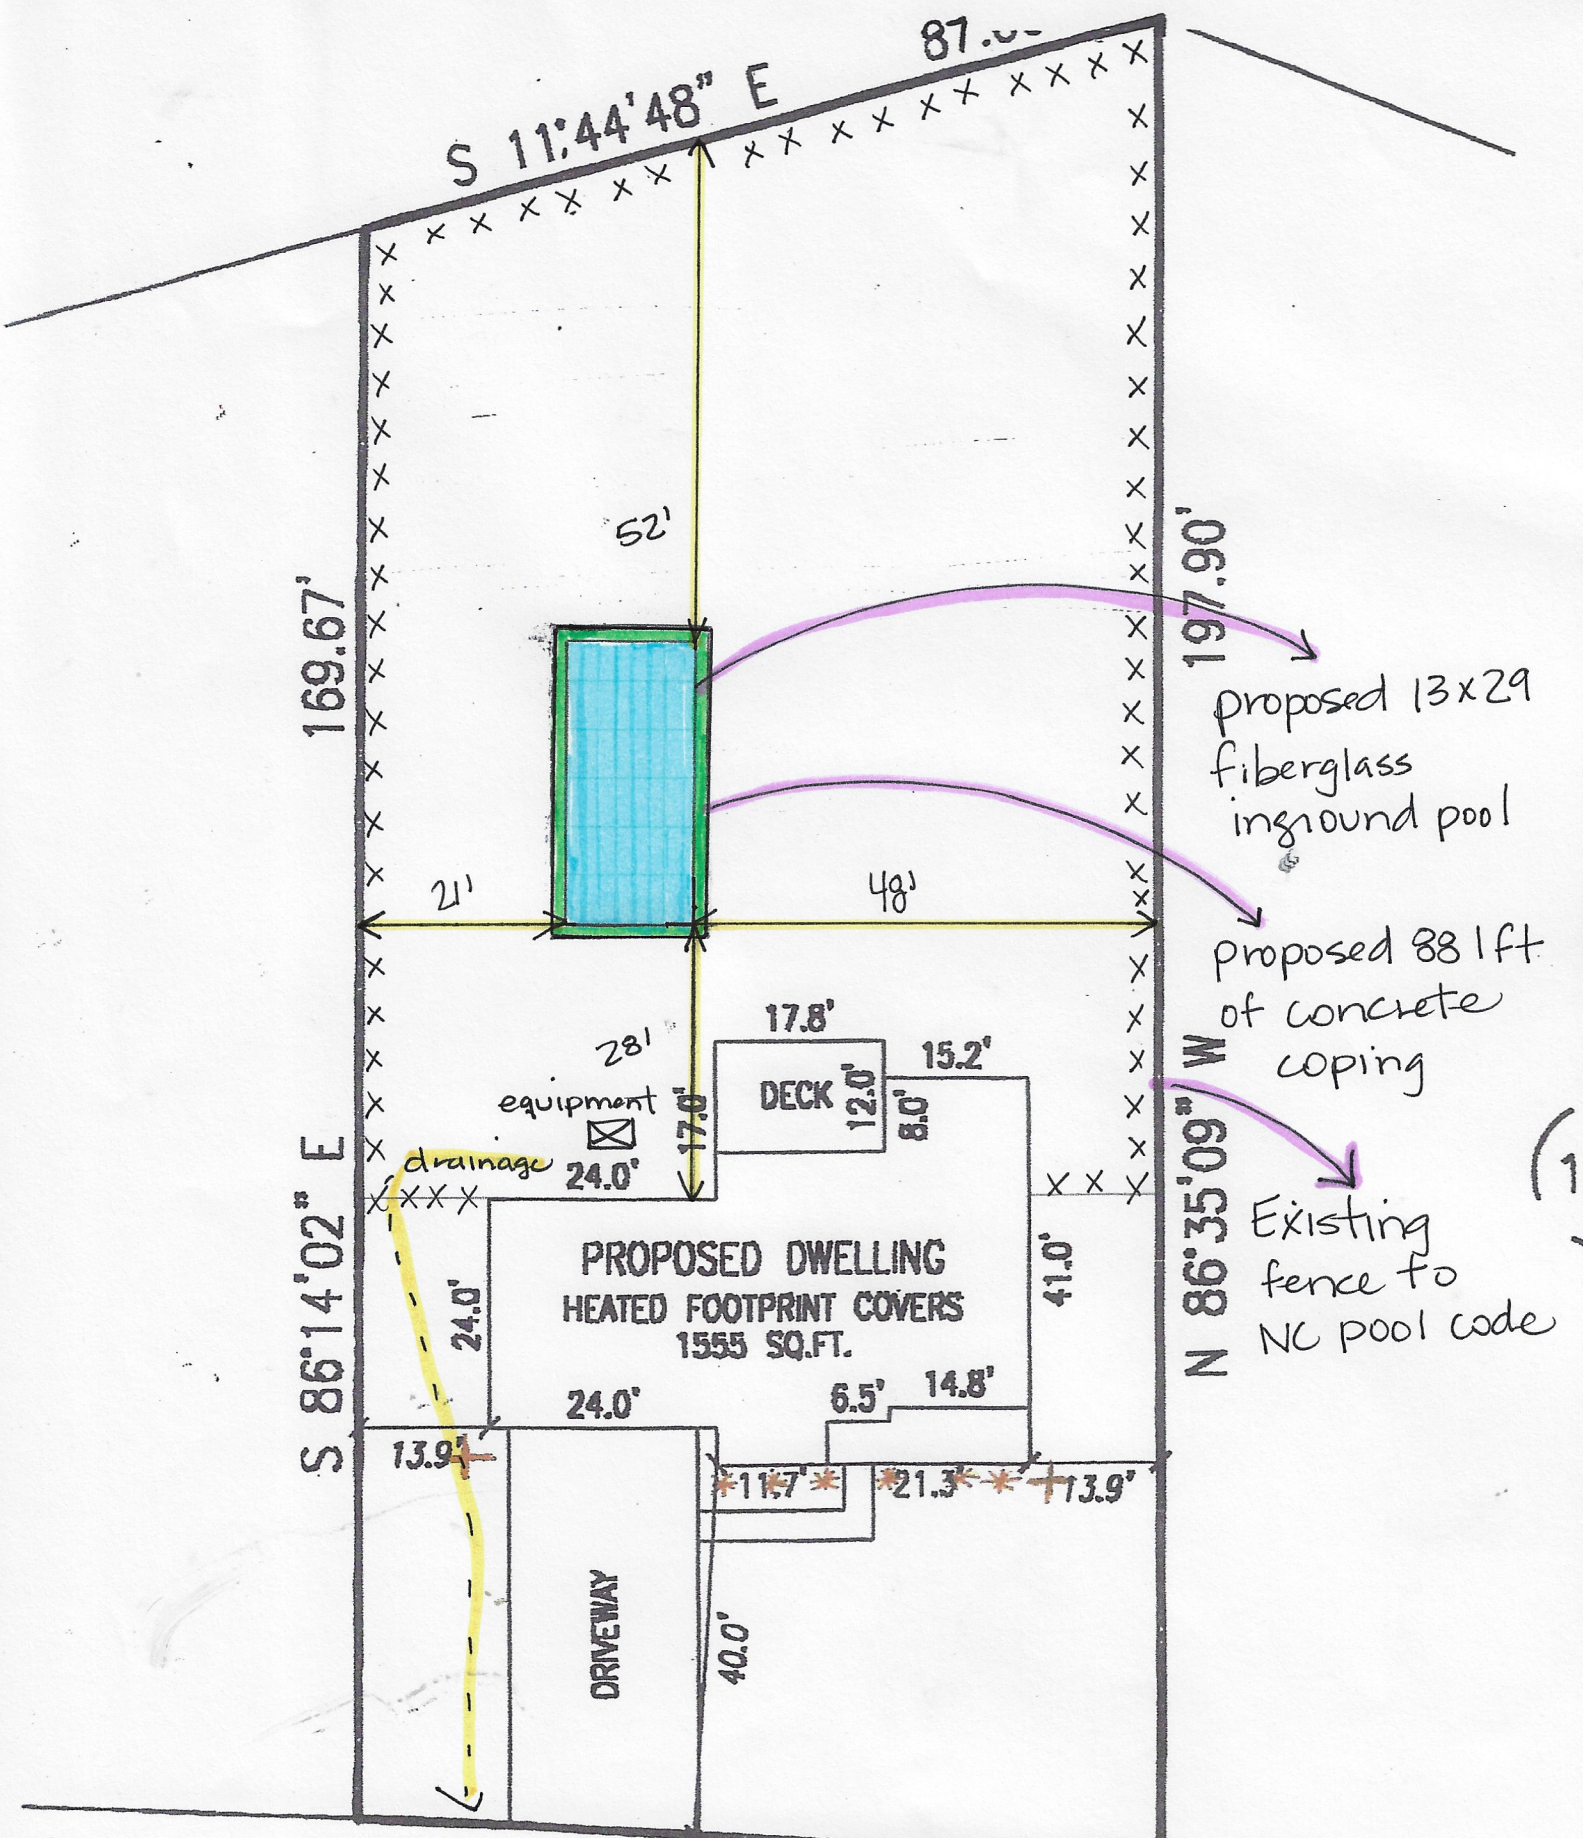 87.
S 11°44'48" E
52'
169.67'
197.90'
proposed 13x29
fiberglass
inground pool
21'
48'
proposed 88 lft
of concrete
coping
17.8'
28'
15.2'
DECK
12.0'
8.0'
equipment
17.0'
drainage
24.0'
S 86°14'02" E
N 86°35'09" W
Existing
fence to
NC pool code
(1
PROPOSED DWELLING
HEATED FOOTPRINT COVERS
1555 SQ.FT.
24.0'
41.0'
24.0'
6.5'
14.8'
13.9'
11.7'
21.3'
13.9'
DRIVEWAY
40.0'